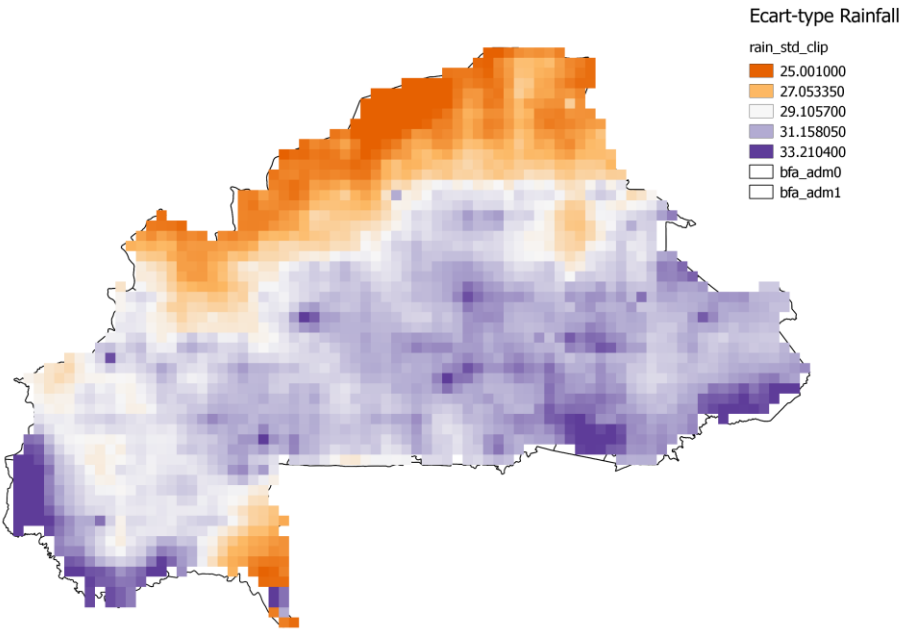 Ecart-type Rainfall
rain_std_clip
25.001000
27.053350
29.105700
31.158050
33.210400
bfa_adm0
bfa_adm1